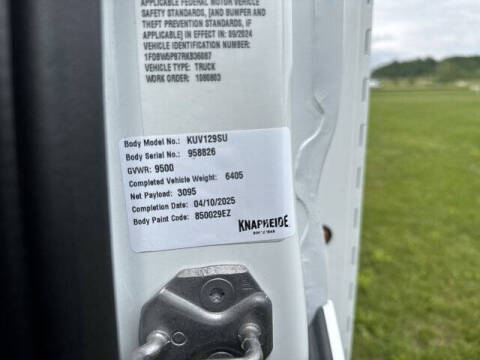 APPLICABLE FEDERAL MOTOR VEHICLE
SAFETY STANDARDS, [AND BUMPER AND
THEFT PREVENTION STANDARDS, IF
APPLICABLE] IN EFFECT IN: 09/2024
VEHICLE IDENTIFICATION NUMBER:
1FDBW5P87RKB36087
VEHICLE TYPE: TRUCK
WORK ORDER: 1080803
Body Model No.: KUV129SU
Body Serial No.: 958826
GVWR: 9500
Completed Vehicle Weight: 6405
Net Payload: 3095
Completion Date: 04/10/2025
Body Paint Code: 850029EZ
KNAPHEIDE